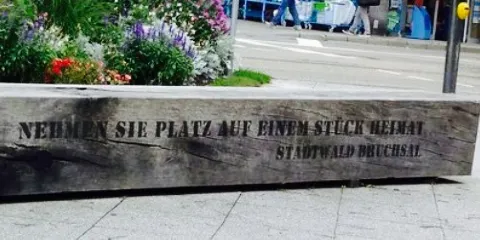 NEHMEN SIE PLATZ AUF EINEM STÜCK HEIMAT
STADTWALD BRUCHSAL